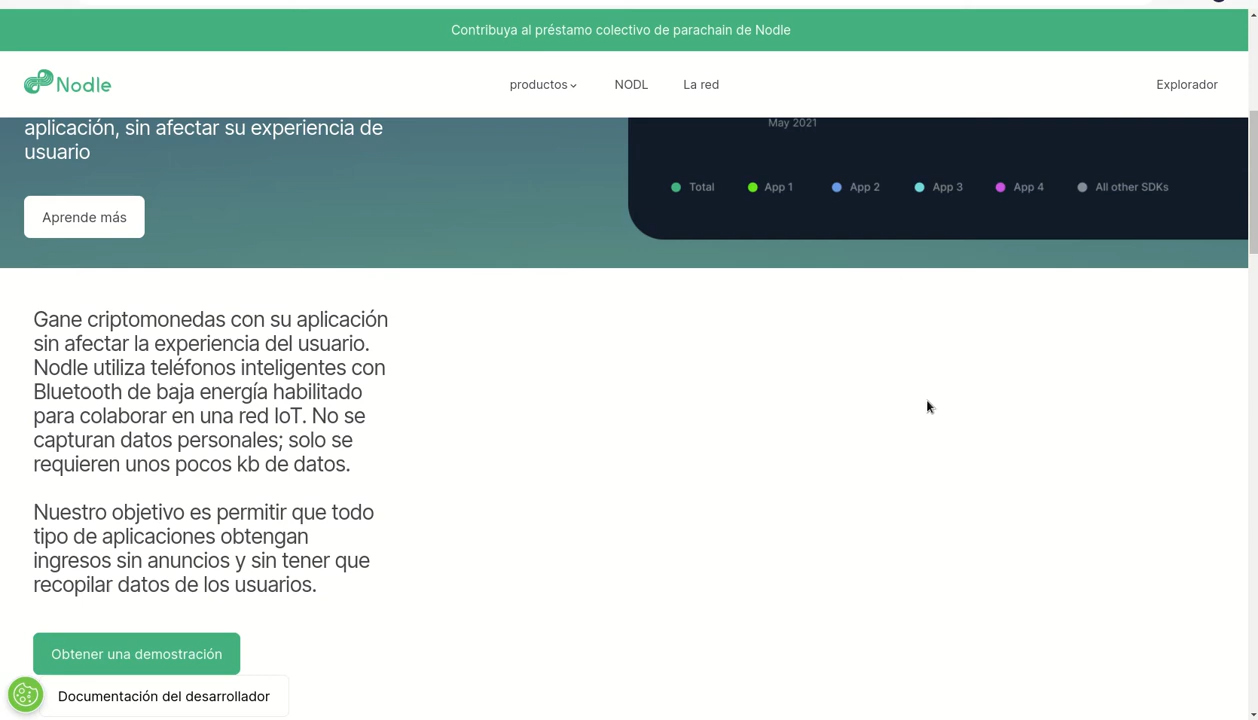 Contribuya al préstamo colectivo de parachain de Nodle
Nodle
productos
NODL
La red
Explorador
aplicación, sin afectar su experiencia de
usuario
Aprende más
May 2021
Total
App 1
App 2
App 3
App 4
All other SDKs
Gane criptomonedas con su aplicación
sin afectar la experiencia del usuario.
Nodle utiliza teléfonos inteligentes con
Bluetooth de baja energía habilitado
para colaborar en una red IoT. No se
capturan datos personales; solo se
requieren unos pocos kb de datos.
Nuestro objetivo es permitir que todo
tipo de aplicaciones obtengan
ingresos sin anuncios y sin tener que
recopilar datos de los usuarios.
Obtener una demostración
Documentación del desarrollador